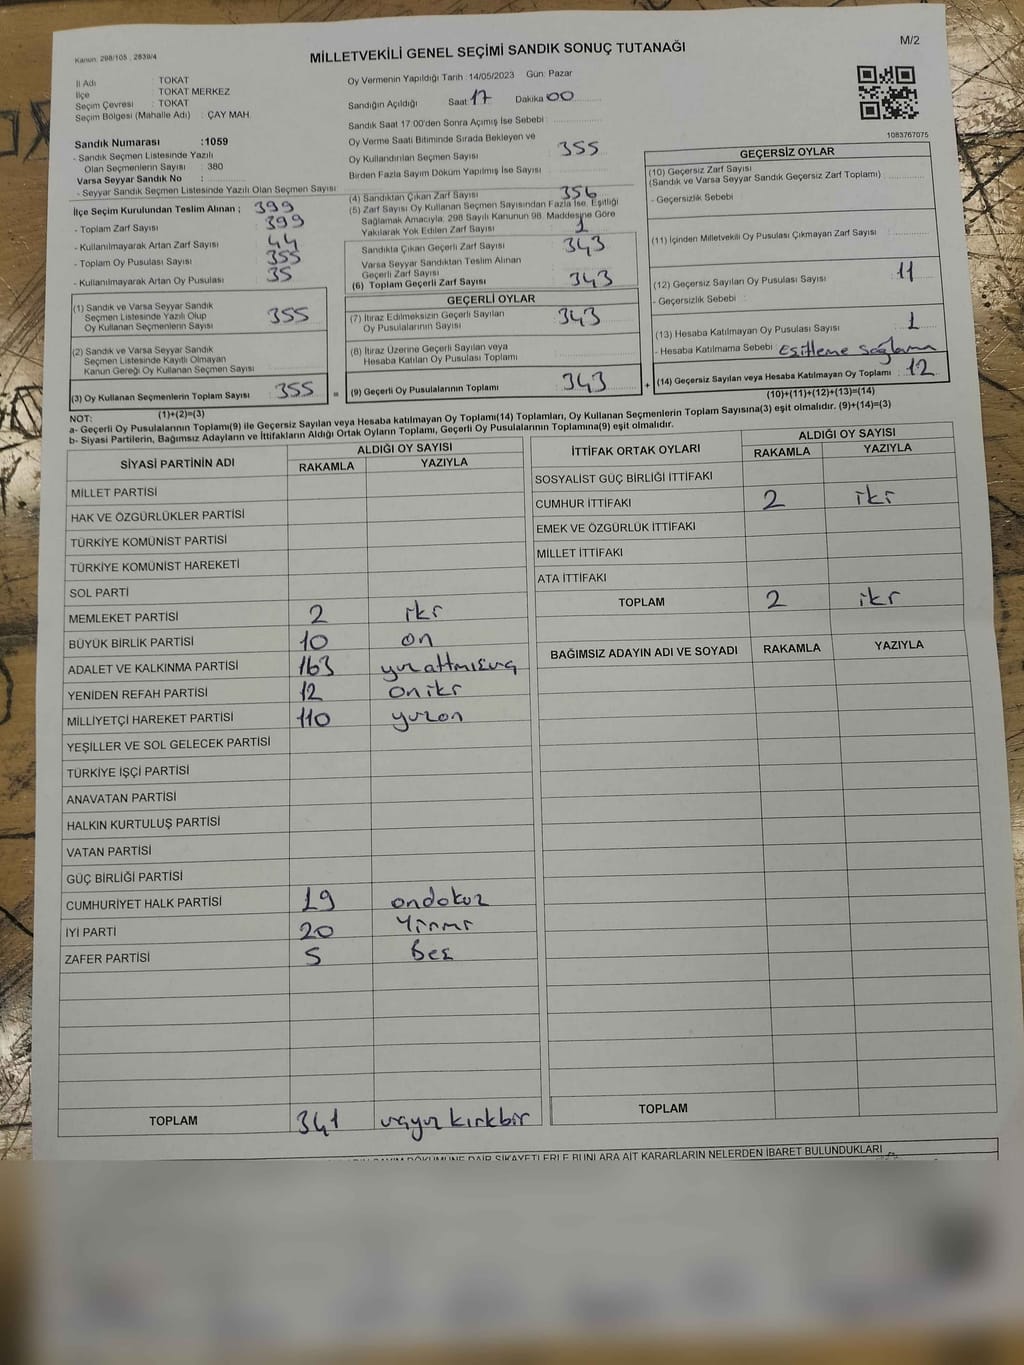 Kanun: 298/105 , 2839/4
MİLLETVEKİLİ GENEL SEÇİMİ SANDIK SONUÇ TUTANAĞI
M/2
İl Adı : TOKAT
İlçe : TOKAT MERKEZ
Seçim Çevresi : TOKAT
Seçim Bölgesi (Mahalle Adı) : ÇAY MAH.
Oy Vermenin Yapıldığı Tarih :14/05/2023 Gün: Pazar
Sandığın Açıldığı Saat 17 Dakika 00
Sandık Saat 17.00'den Sonra Açımış İse Sebebi :
1083767075
Sandık Numarası :1059
- Sandık Seçmen Listesinde Yazılı
Olan Seçmenlerin Sayısı : 380
Varsa Seyyar Sandık No :
- Seyyar Sandık Seçmen Listesinde Yazılı Olan Seçmen Sayısı
Oy Verme Saati Bitiminde Sırada Bekleyen ve
Oy Kullandırılan Seçmen Sayısı 355
Birden Fazla Sayım Döküm Yapılmış İse Sayısı
İlçe Seçim Kurulundan Teslim Alınan ; 399
- Toplam Zarf Sayısı 399
- Kullanılmayarak Artan Zarf Sayısı 44
- Toplam Oy Pusulası Sayısı 355
- Kullanılmayarak Artan Oy Pusulası 35
(4) Sandıktan Çıkan Zarf Sayısı 356
(5) Zarf Sayısı Oy Kullanan Seçmen Sayısından Fazla İse, Eşitliği
Sağlamak Amacıyla, 298 Sayılı Kanunun 98. Maddesine Göre
Yakılarak Yok Edilen Zarf Sayısı 1
Sandıkta Çıkan Geçerli Zarf Sayısı 343
Varsa Seyyar Sandıktan Teslim Alınan
Geçerli Zarf Sayısı
(6) Toplam Geçerli Zarf Sayısı 343
GEÇERSİZ OYLAR
(10) Geçersiz Zarf Sayısı
(Sandık ve Varsa Seyyar Sandık Geçersiz Zarf Toplamı)
- Geçersizlik Sebebi :
(11) İçinden Milletvekili Oy Pusulası Çıkmayan Zarf Sayısı
(12) Geçersiz Sayılan Oy Pusulası Sayısı 11
- Geçersizlik Sebebi :
(13) Hesaba Katılmayan Oy Pusulası Sayısı 1
- Hesaba Katılmama Sebebi : Eşitleme Sağlama
(14) Geçersiz Sayılan veya Hesaba Katılmayan Oy Toplamı : 12
(10)+(11)+(12)+(13)=(14)
(1) Sandık ve Varsa Seyyar Sandık
Seçmen Listesinde Yazılı Olup
Oy Kullanan Seçmenlerin Sayısı 355
(2) Sandık ve Varsa Seyyar Sandık
Seçmen Listesinde Kayıtlı Olmayan
Kanun Gereği Oy Kullanan Seçmen Sayısı
(3) Oy Kullanan Seçmenlerin Toplam Sayısı 355
(1)+(2)=(3)
GEÇERLİ OYLAR
(7) İtiraz Edilmeksizin Geçerli Sayılan
Oy Pusulalarının Sayısı 343
(8) İtiraz Üzerine Geçerli Sayılan veya
Hesaba Katılan Oy Pusulası Toplamı
(9) Geçerli Oy Pusulalarının Toplamı 343
NOT:
a- Geçerli Oy Pusulalarının Toplamı(9) ile Geçersiz Sayılan veya Hesaba katılmayan Oy Toplamı(14) Toplamları, Oy Kullanan Seçmenlerin Toplam Sayısına(3) eşit olmalıdır. (9)+(14)=(3)
b- Siyasi Partilerin, Bağımsız Adayların ve İttifakların Aldığı Ortak Oyların Toplamı, Geçerli Oy Pusulalarının Toplamına(9) eşit olmalıdır.
SİYASİ PARTİNİN ADI ALDIĞI OY SAYISI
RAKAMLA YAZIYLA
MİLLET PARTİSİ
HAK VE ÖZGÜRLÜKLER PARTİSİ
TÜRKİYE KOMÜNİST PARTİSİ
TÜRKİYE KOMÜNİST HAREKETİ
SOL PARTİ
MEMLEKET PARTİSİ 2 iki
BÜYÜK BİRLİK PARTİSİ 10 on
ADALET VE KALKINMA PARTİSİ 163 yuzattmısuç
YENİDEN REFAH PARTİSİ 12 oniki
MİLLİYETÇİ HAREKET PARTİSİ 110 yuzon
YEŞİLLER VE SOL GELECEK PARTİSİ
TÜRKİYE İŞÇİ PARTİSİ
ANAVATAN PARTİSİ
HALKIN KURTULUŞ PARTİSİ
VATAN PARTİSİ
GÜÇ BİRLİĞİ PARTİSİ
CUMHURİYET HALK PARTİSİ 19 ondokuz
İYİ PARTİ 20 Yirmi
ZAFER PARTİSİ 5 Beş
TOPLAM 341 uçyuz kırkbir
İTTİFAK ORTAK OYLARI ALDIĞI OY SAYISI
RAKAMLA YAZIYLA
SOSYALİST GÜÇ BİRLİĞİ İTTİFAKI
CUMHUR İTTİFAKI 2 iki
EMEK VE ÖZGÜRLÜK İTTİFAKI
MİLLET İTTİFAKI
ATA İTTİFAKI
TOPLAM 2 iki
BAĞIMSIZ ADAYIN ADI VE SOYADI RAKAMLA YAZIYLA
TOPLAM
SAYIM DÖKÜMÜNE DAİR ŞİKAYETLERLE BUNLARA AİT KARARLARIN NELERDEN İBARET BULUNDUKLARI